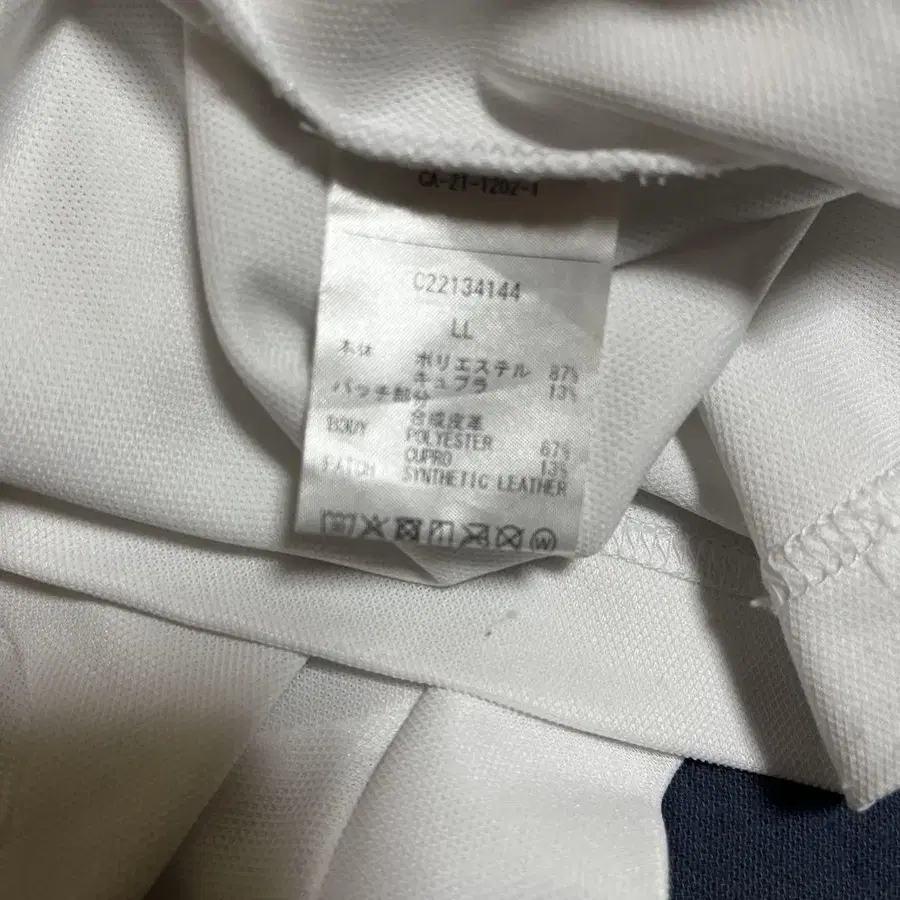 CA-21-1202-1
C22134144
LL
本体 ポリエステル 87%
キュプラ 13%
パッチ部分
合成皮革
BODY POLYESTER 87%
CUPRO 13%
PATCH SYNTHETIC LEATHER
W